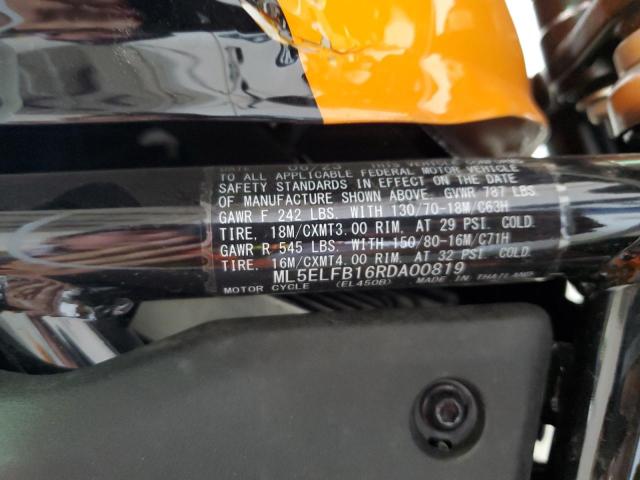 TO ALL APPLICABLE FEDERAL MOTOR VEHICLE
SAFETY STANDARDS IN EFFECT ON THE DATE
OF MANUFACTURE SHOWN ABOVE. GVWR 787 LBS
GAWR F 242 LBS. WITH 130/70-18M/C63H
TIRE, 18M/CXMT3.00 RIM, AT 29 PSI. COLD
GAWR R 545 LBS. WITH 150/80-16M/C71H
TIRE, 16M/CXMT4.00 RIM, AT 32 PSI. COLD
ML5ELFB16RDA00819
MOTOR CYCLE (EL450B) MADE IN THAILAND